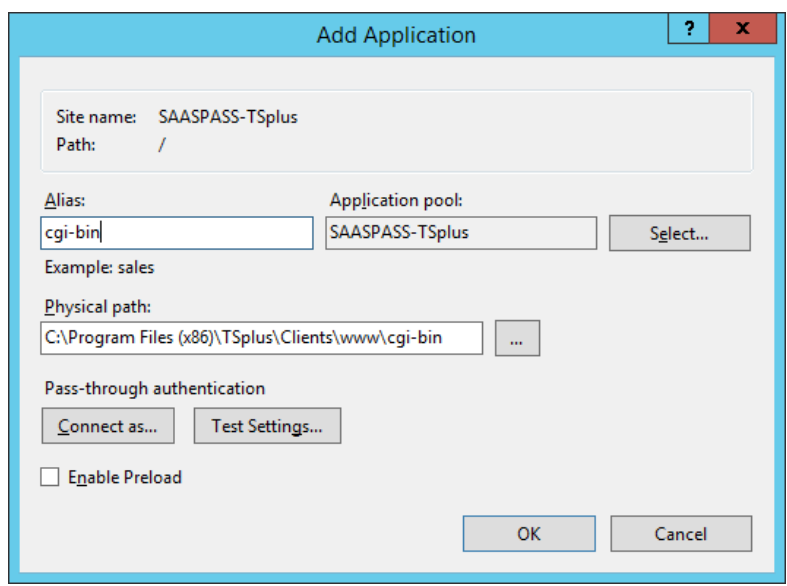 Add Application
?
x
Site name: SAASPASS-TSplus
Path: /
Alias:
Application pool:
cgi-bin
SAASPASS-TSplus
Select...
Example: sales
Physical path:
C:\Program Files (x86)\TSplus\Clients\www\cgi-bin
...
Pass-through authentication
Connect as...
Test Settings...
Enable Preload
OK
Cancel